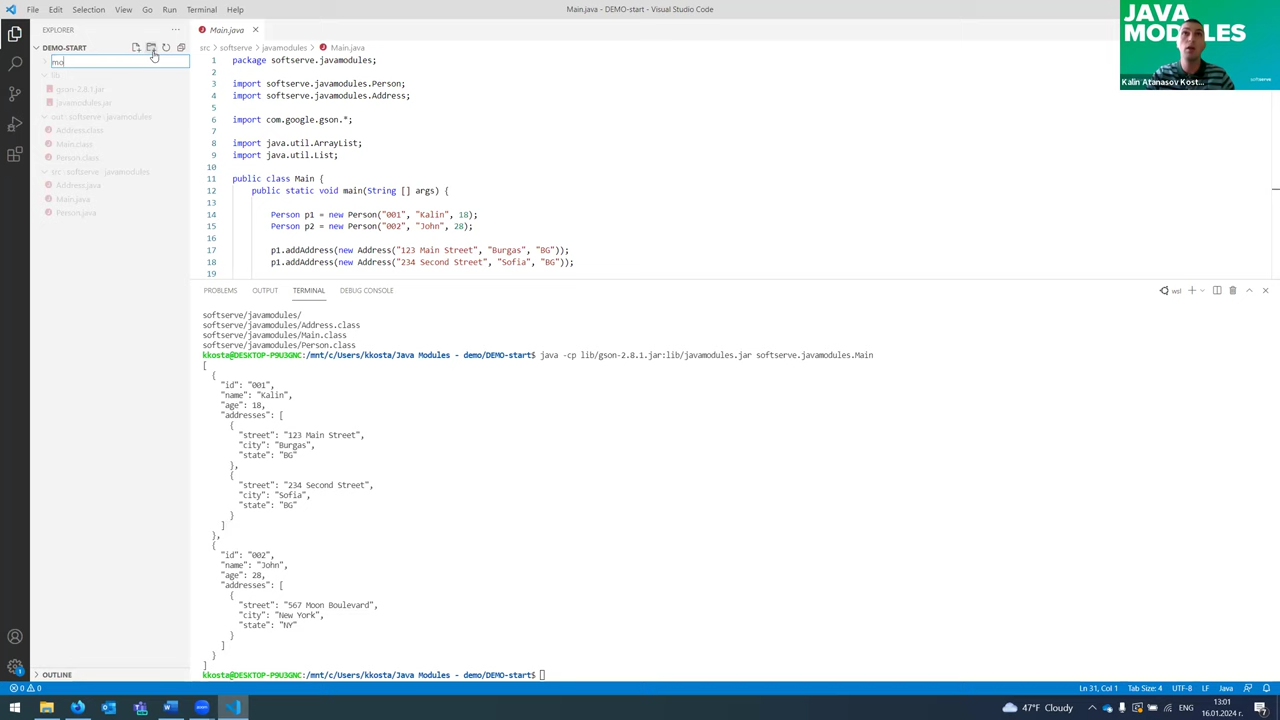 File Edit Selection View Go Run Terminal Help
Main.java - DEMO-start - Visual Studio Code
EXPLORER
DEMO-START
mo
lib
gson-2.8.1.jar
javamodules.jar
out · softserve · javamodules
Address.class
Main.class
Person.class
src · softserve · javamodules
Address.java
Main.java
Person.java
OUTLINE
Main.java
src > softserve > javamodules > Main.java
1 package softserve.javamodules;
2
3 import softserve.javamodules.Person;
4 import softserve.javamodules.Address;
5
6 import com.google.gson.*;
7
8 import java.util.ArrayList;
9 import java.util.List;
10
11 public class Main {
12 public static void main(String [] args) {
13
14 Person p1 = new Person("001", "Kalin", 18);
15 Person p2 = new Person("002", "John", 28);
16
17 p1.addAddress(new Address("123 Main Street", "Burgas", "BG"));
18 p1.addAddress(new Address("234 Second Street", "Sofia", "BG"));
19
PROBLEMS OUTPUT TERMINAL DEBUG CONSOLE
wsl
softserve/javamodules/
softserve/javamodules/Address.class
softserve/javamodules/Main.class
softserve/javamodules/Person.class
kkosta@DESKTOP-P9U3GNC:/mnt/c/Users/kkosta/Java Modules - demo/DEMO-start$ java -cp lib/gson-2.8.1.jar:lib/javamodules.jar softserve.javamodules.Main
[
{
"id": "001",
"name": "Kalin",
"age": 18,
"addresses": [
{
"street": "123 Main Street",
"city": "Burgas",
"state": "BG"
},
{
"street": "234 Second Street",
"city": "Sofia",
"state": "BG"
}
]
},
{
"id": "002",
"name": "John",
"age": 28,
"addresses": [
{
"street": "567 Moon Boulevard",
"city": "New York",
"state": "NY"
}
]
}
]
kkosta@DESKTOP-P9U3GNC:/mnt/c/Users/kkosta/Java Modules - demo/DEMO-start$
JAVA
MODULES
softserve
Kalin Atanasov Kost...
0 0
Ln 31, Col 1 Tab Size: 4 UTF-8 LF Java
1
47°F Cloudy
ENG
13:01
16.01.2024 г.
7